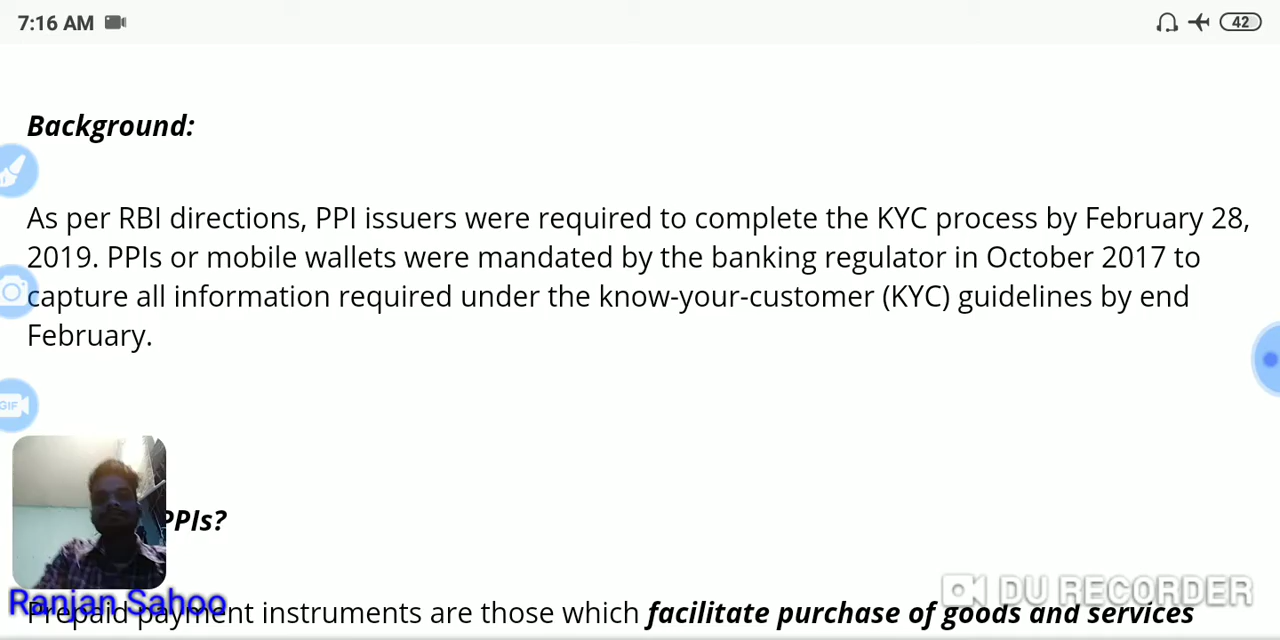 7:16 AM
42
Background:
As per RBI directions, PPI issuers were required to complete the KYC process by February 28,
2019. PPIs or mobile wallets were mandated by the banking regulator in October 2017 to
capture all information required under the know-your-customer (KYC) guidelines by end
February.
GIF
PPIs?
Ranjan Sahoo
DU RECORDER
Prepaid payment instruments are those which facilitate purchase of goods and services